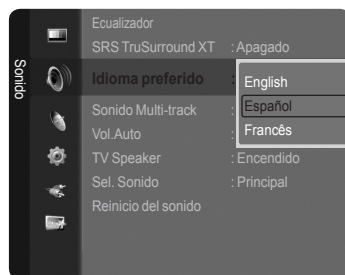 Sonido
Ecualizador
SRS TruSurround XT : Apagado
Idioma preferido :
English
Español
Francês
Sonido Multi-track :
Vol.Auto :
TV Speaker : Encendido
Sel. Sonido : Principal
Reinicio del sonido